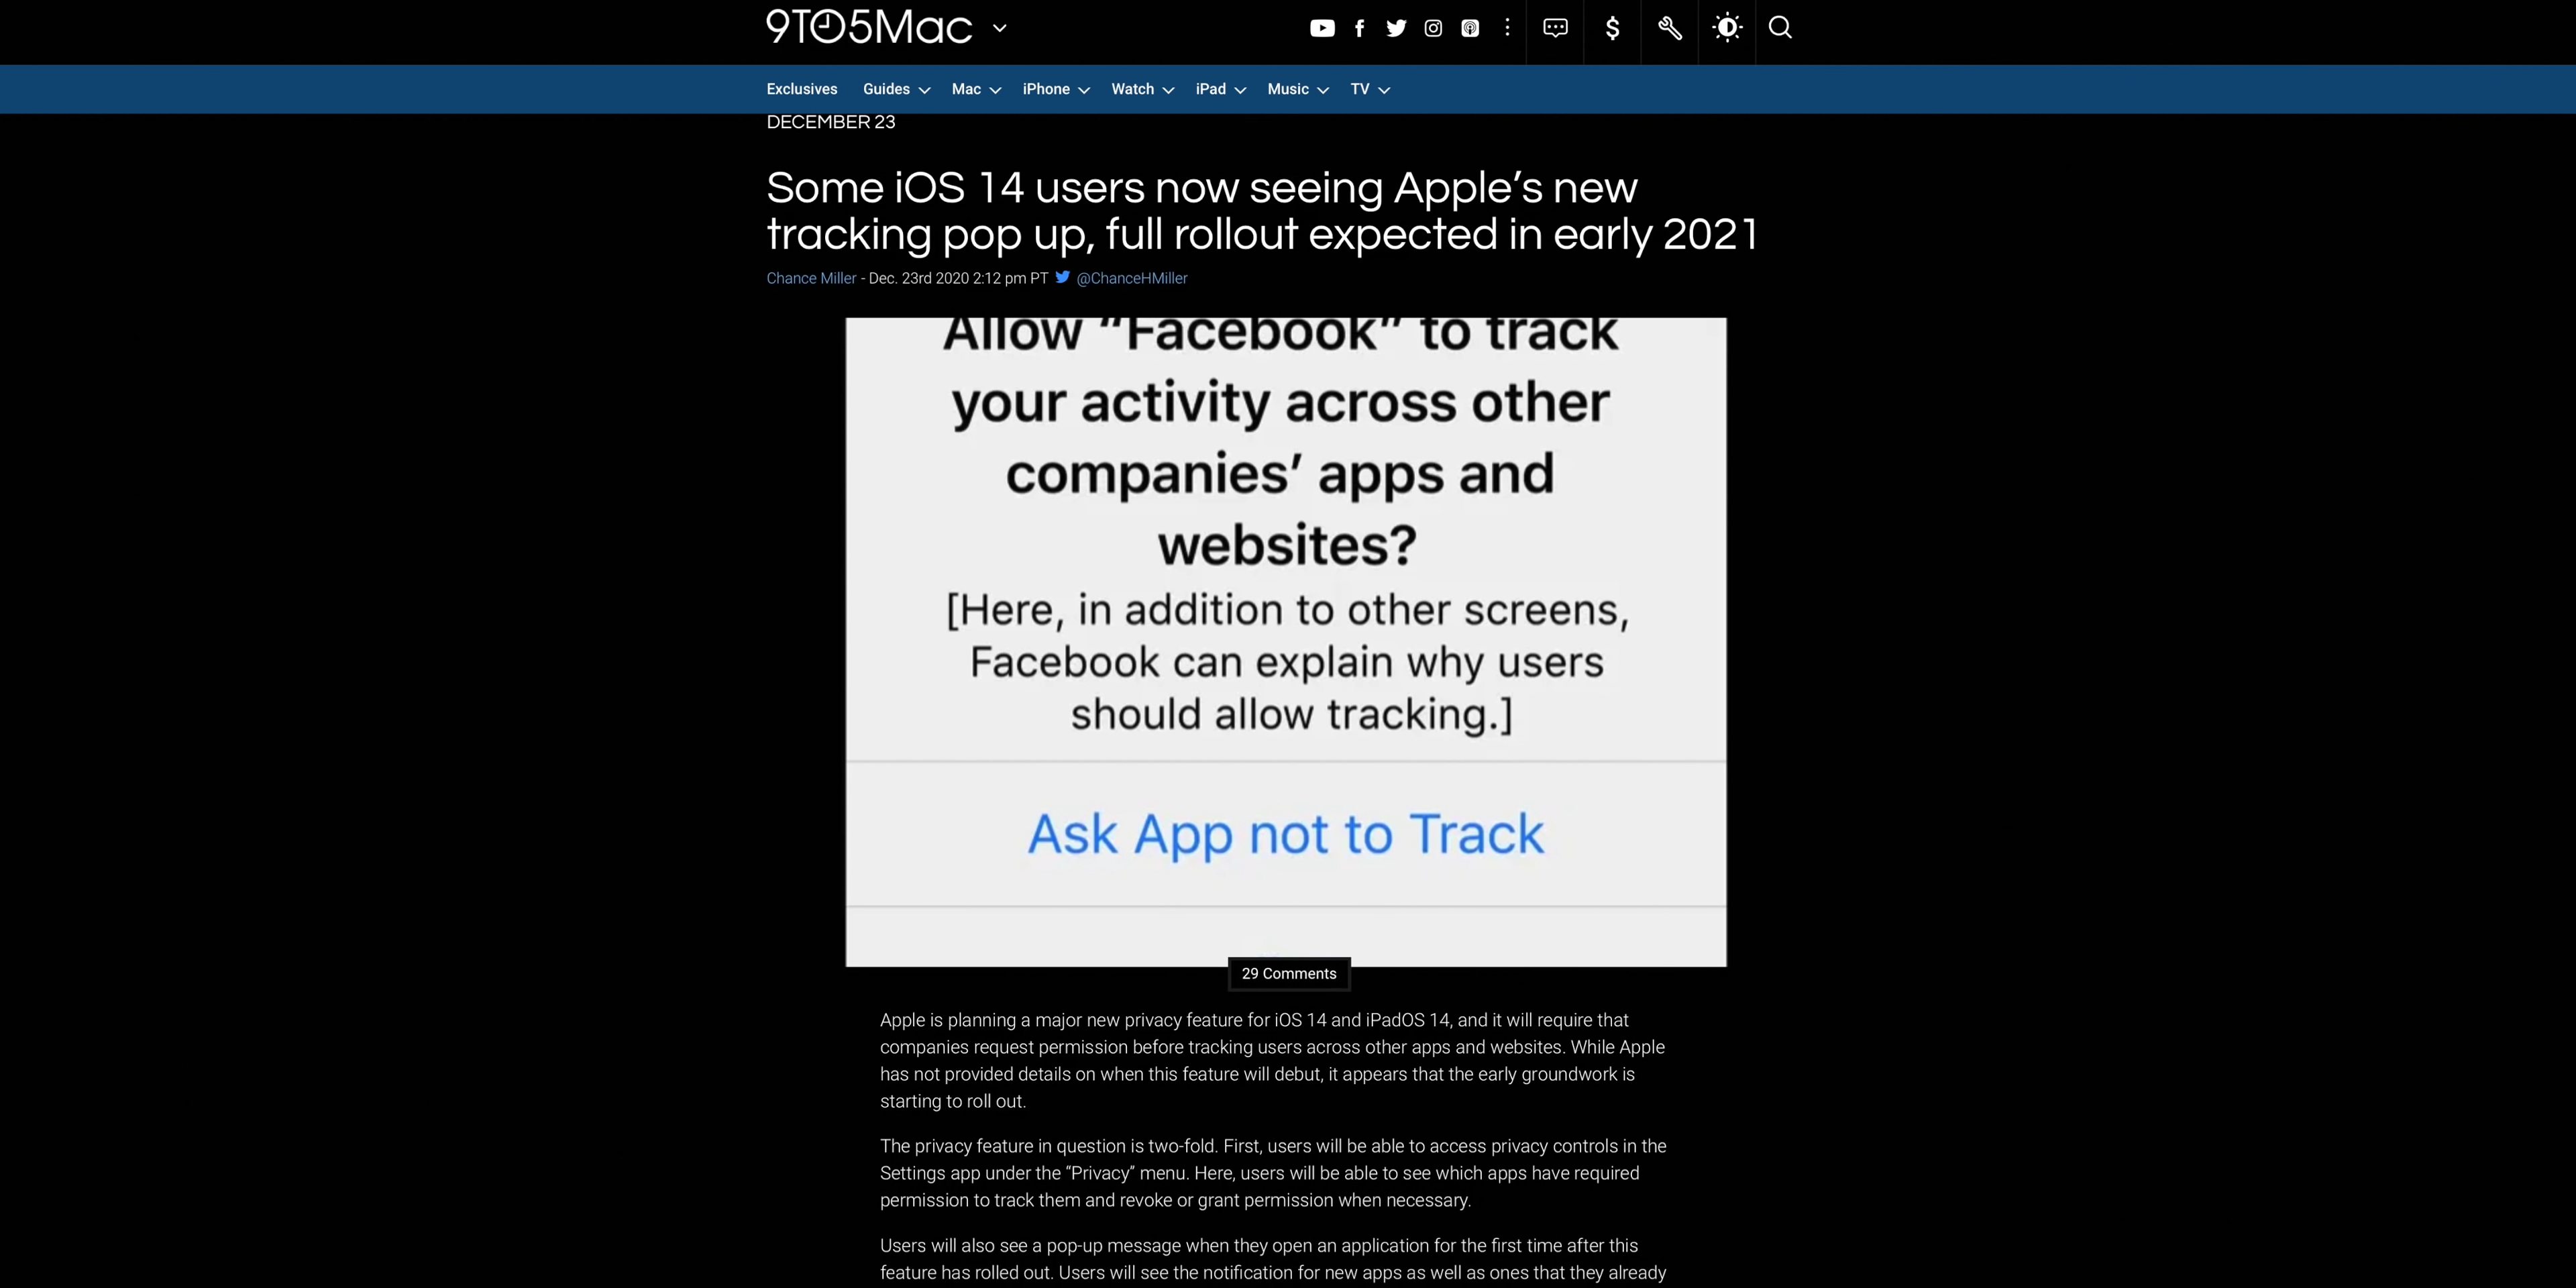 9TO5Mac
Exclusives Guides Mac iPhone Watch iPad Music TV
DECEMBER 23
Some iOS 14 users now seeing Apple’s new
tracking pop up, full rollout expected in early 2021
Chance Miller - Dec. 23rd 2020 2:12 pm PT @ChanceHMiller
Allow “Facebook” to track
your activity across other
companies’ apps and
websites?
[Here, in addition to other screens,
Facebook can explain why users
should allow tracking.]
Ask App not to Track
29 Comments
Apple is planning a major new privacy feature for iOS 14 and iPadOS 14, and it will require that
companies request permission before tracking users across other apps and websites. While Apple
has not provided details on when this feature will debut, it appears that the early groundwork is
starting to roll out.
The privacy feature in question is two-fold. First, users will be able to access privacy controls in the
Settings app under the “Privacy” menu. Here, users will be able to see which apps have required
permission to track them and revoke or grant permission when necessary.
Users will also see a pop-up message when they open an application for the first time after this
feature has rolled out. Users will see the notification for new apps as well as ones that they already